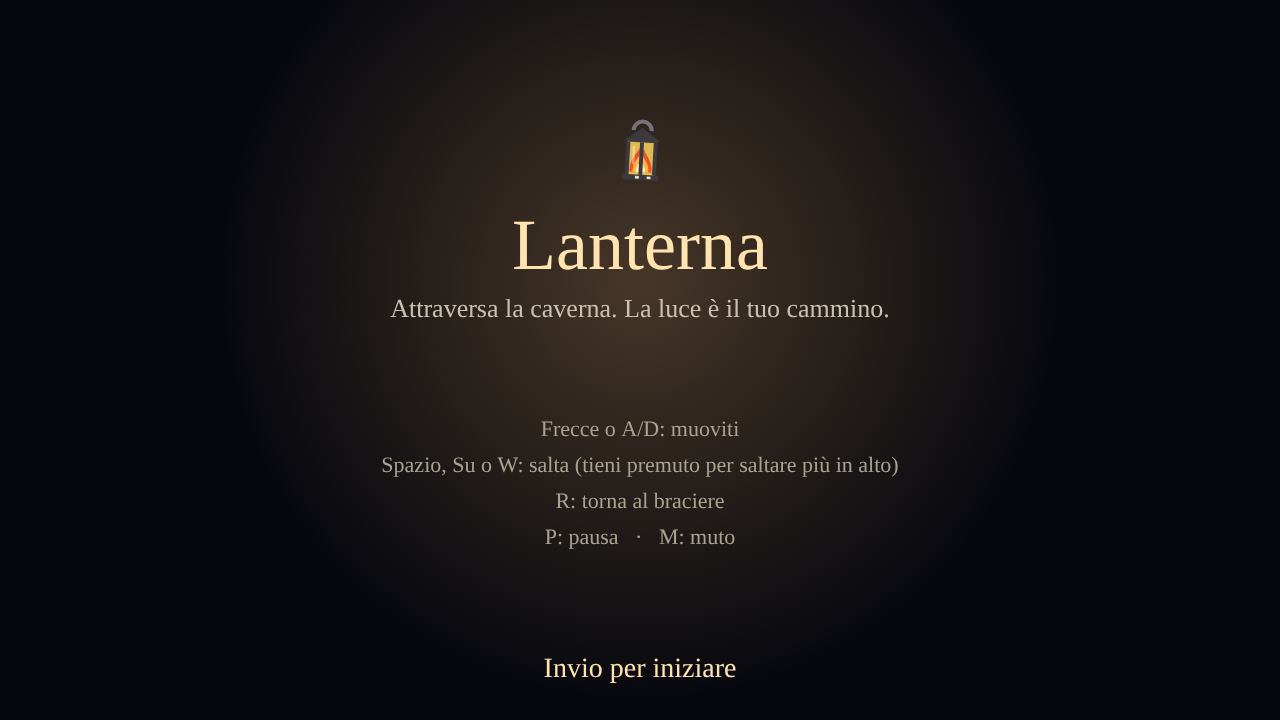 Lanterna
Attraversa la caverna. La luce è il tuo cammino.
Frecce o A/D: muoviti
Spazio, Su o W: salta (tieni premuto per saltare più in alto)
R: torna al braciere
P: pausa · M: muto
Invio per iniziare